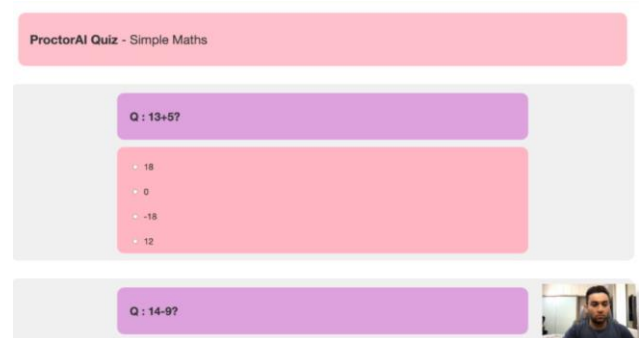 ProctorAI Quiz - Simple Maths
Q : 13+5?
18
0
-18
12
Q : 14-9?